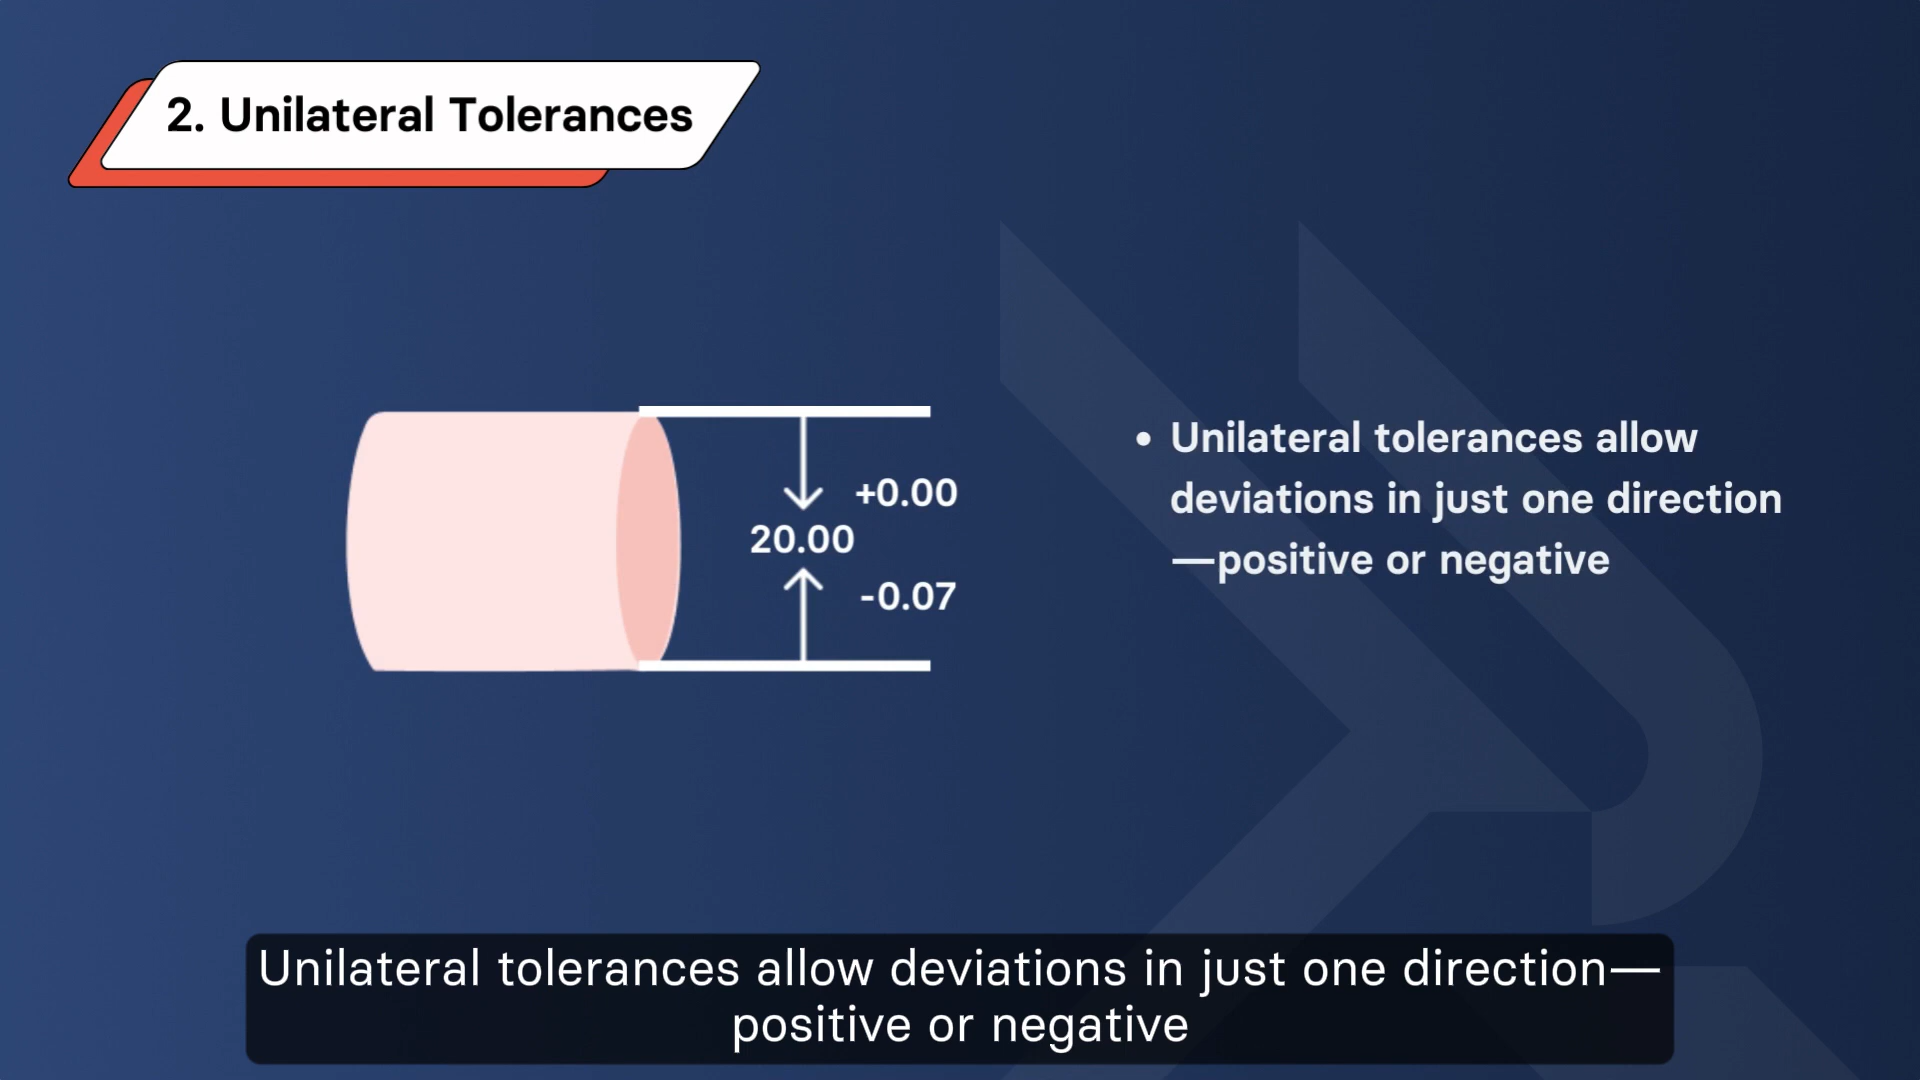 2. Unilateral Tolerances
+0.00
20.00
-0.07
• Unilateral tolerances allow
deviations in just one direction
—positive or negative
Unilateral tolerances allow deviations in just one direction—
positive or negative